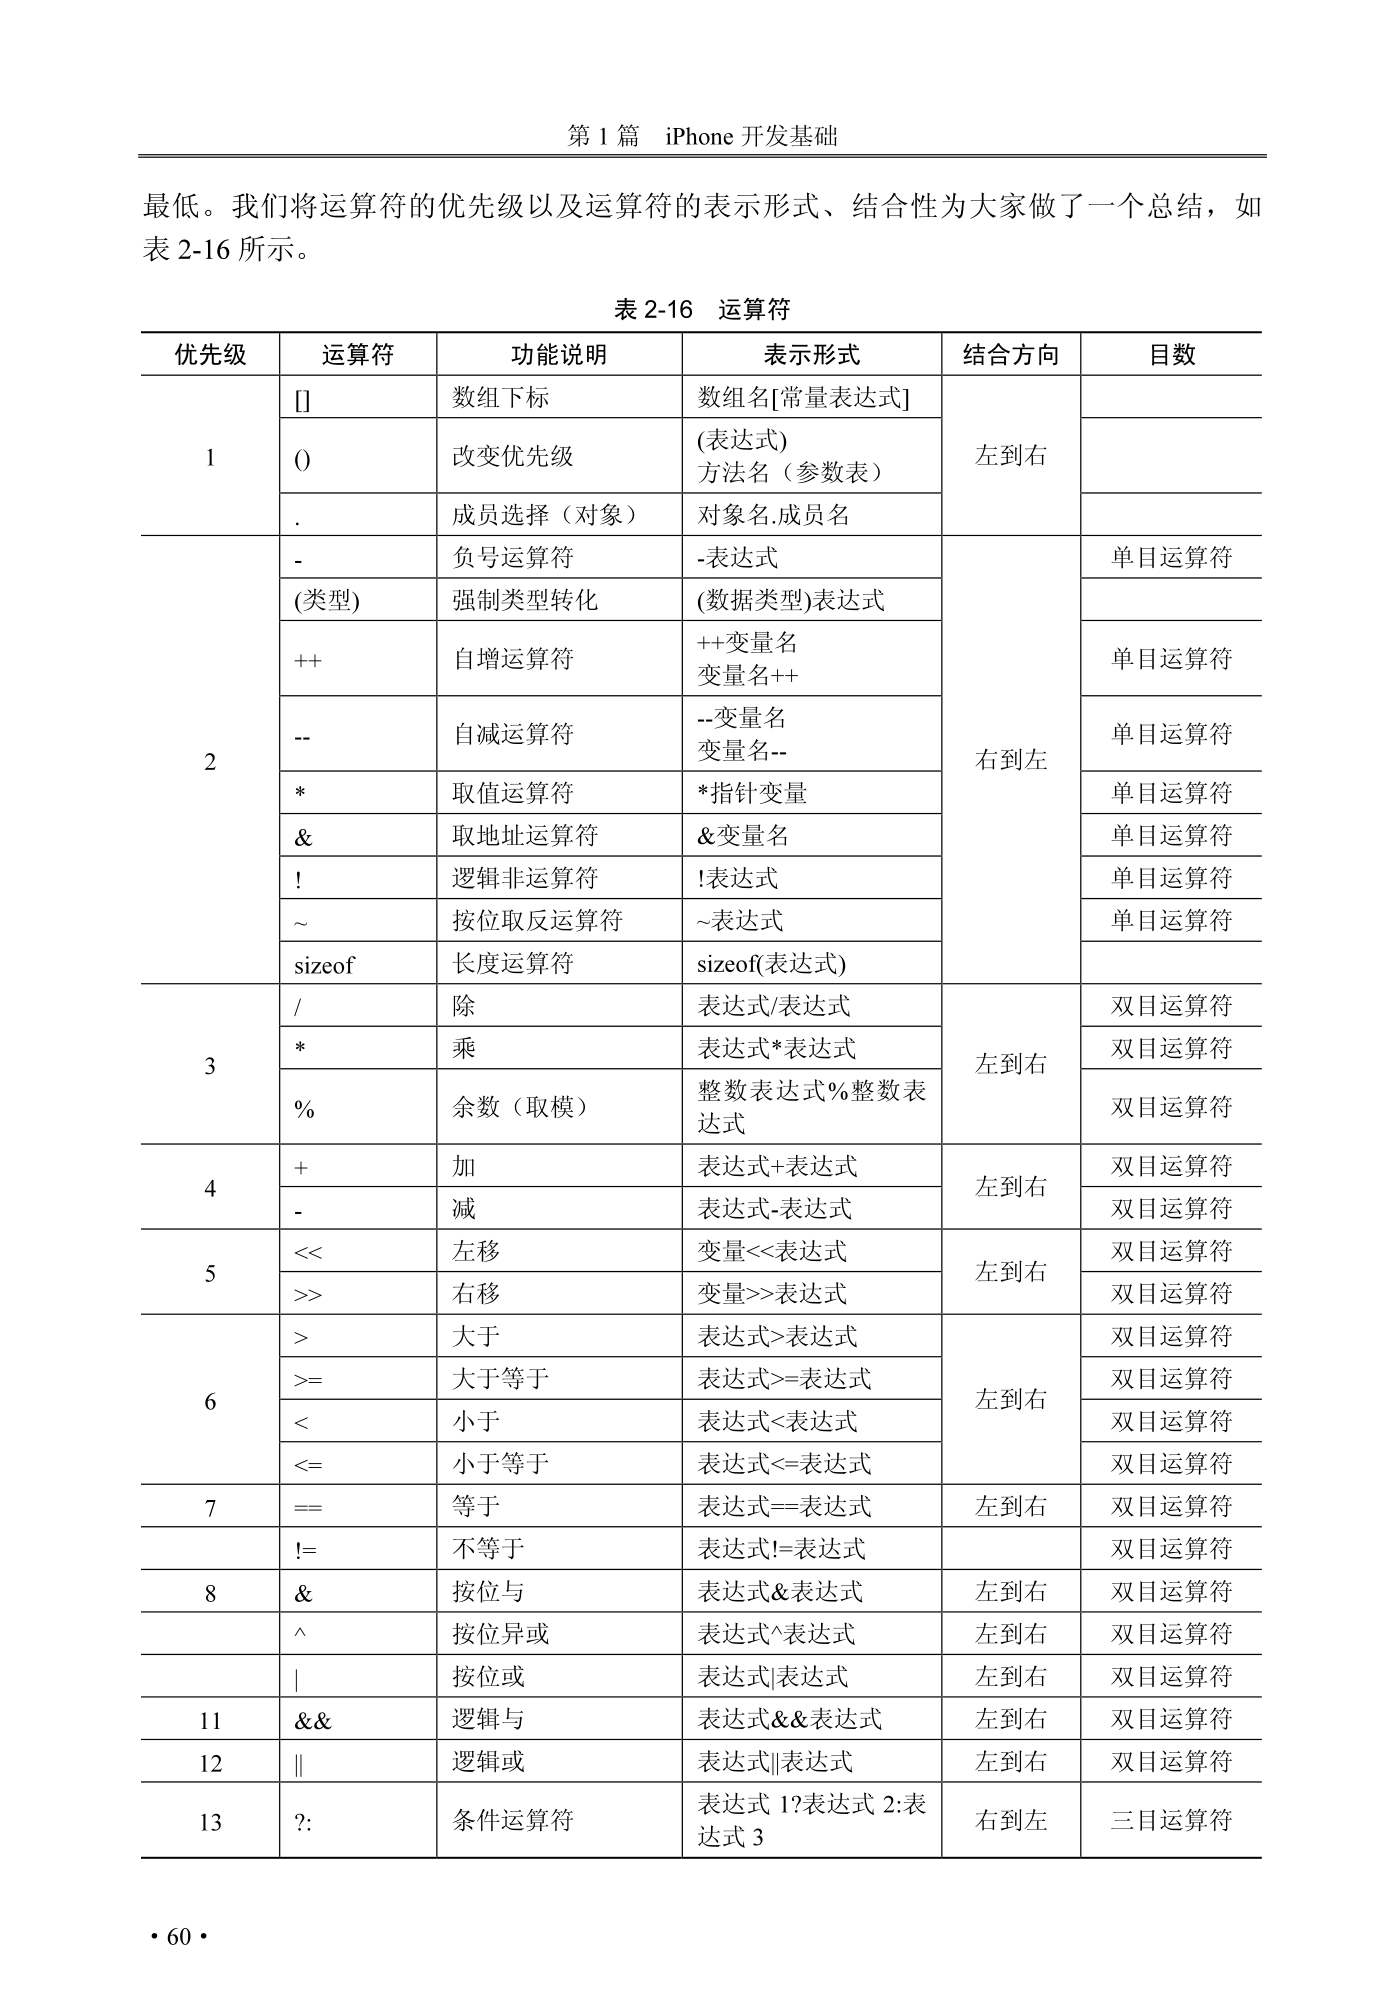 第 1 篇 iPhone 开发基础
最低。我们将运算符的优先级以及运算符的表示形式、结合性为大家做了一个总结，如
表 2-16 所示。
表 2-16 运算符
优先级 运算符 功能说明 表示形式 结合方向 目数
1 [] 数组下标 数组名[常量表达式] 左到右
() 改变优先级 (表达式)
方法名（参数表）
. 成员选择（对象） 对象名.成员名
2 - 负号运算符 -表达式 右到左 单目运算符
(类型) 强制类型转化 (数据类型)表达式
++ 自增运算符 ++变量名 单目运算符
变量名++
-- 自减运算符 --变量名 单目运算符
变量名--
* 取值运算符 *指针变量 单目运算符
& 取地址运算符 &变量名 单目运算符
! 逻辑非运算符 !表达式 单目运算符
~ 按位取反运算符 ~表达式 单目运算符
sizeof 长度运算符 sizeof(表达式)
3 / 除 表达式/表达式 左到右 双目运算符
* 乘 表达式*表达式 双目运算符
% 余数（取模） 整数表达式%整数表 双目运算符
达式
4 + 加 表达式+表达式 左到右 双目运算符
- 减 表达式-表达式 双目运算符
5 << 左移 变量<<表达式 左到右 双目运算符
>> 右移 变量>>表达式 双目运算符
6 > 大于 表达式>表达式 左到右 双目运算符
>= 大于等于 表达式>=表达式 双目运算符
< 小于 表达式<表达式 双目运算符
<= 小于等于 表达式<=表达式 双目运算符
7 == 等于 表达式==表达式 左到右 双目运算符
!= 不等于 表达式!=表达式 双目运算符
8 & 按位与 表达式&表达式 左到右 双目运算符
^ 按位异或 表达式^表达式 左到右 双目运算符
| 按位或 表达式|表达式 左到右 双目运算符
11 && 逻辑与 表达式&&表达式 左到右 双目运算符
12 || 逻辑或 表达式||表达式 左到右 双目运算符
13 ?: 条件运算符 表达式 1?表达式 2:表 右到左 三目运算符
达式 3
·60·